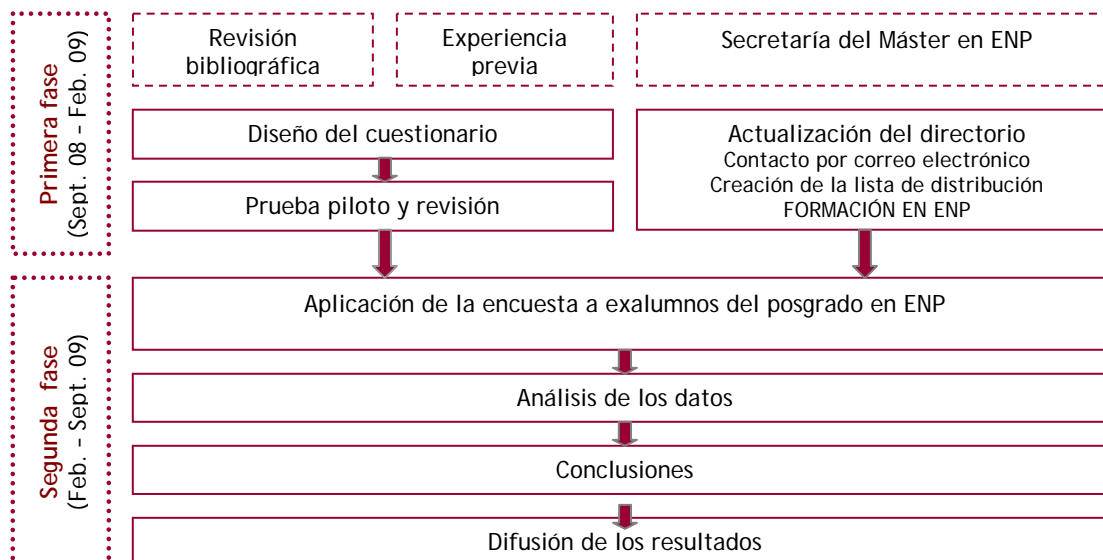 Primera fase
(Sept. 08 – Feb. 09)
Revisión
bibliográfica
Experiencia
previa
Secretaría del Máster en ENP
Diseño del cuestionario
Prueba piloto y revisión
Actualización del directorio
Contacto por correo electrónico
Creación de la lista de distribución
FORMACIÓN EN ENP
Segunda fase
(Feb. – Sept. 09)
Aplicación de la encuesta a exalumnos del posgrado en ENP
Análisis de los datos
Conclusiones
Difusión de los resultados